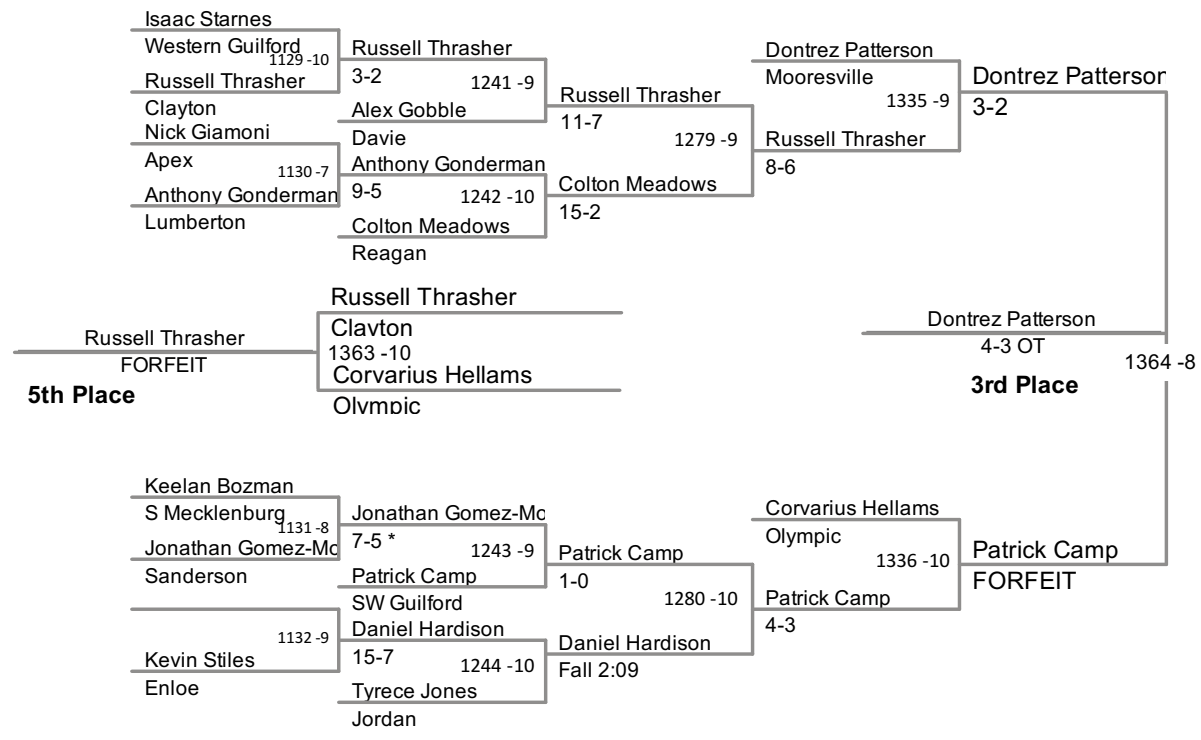 Isaac Starnes
Western Guilford
1129 -10
Russell Thrasher
Clayton
Nick Giamoni
Apex
1130 -7
Anthony Gonderman
Lumberton
Russell Thrasher
3-2
1241 -9
Alex Gobble
Davie
Anthony Gonderman
9-5
1242 -10
Colton Meadows
Reagan
Russell Thrasher
11-7
1279 -9
Colton Meadows
15-2
Dontrez Patterson
Mooresville
1335 -9
Russell Thrasher
8-6
Dontrez Patterson
3-2
Russell Thrasher
Clayton
1363 -10
Corvarius Hellams
Olympic
Russell Thrasher
FORFEIT
5th Place
Dontrez Patterson
4-3 OT
1364 -8
3rd Place
Keelan Bozman
S Mecklenburg
1131 -8
Jonathan Gomez-Mo
Sanderson
1132 -9
Kevin Stiles
Enloe
Jonathan Gomez-Mo
7-5 *
1243 -9
Patrick Camp
SW Guilford
Daniel Hardison
15-7
1244 -10
Tyrece Jones
Jordan
Patrick Camp
1-0
1280 -10
Daniel Hardison
Fall 2:09
Corvarius Hellams
Olympic
1336 -10
Patrick Camp
4-3
Patrick Camp
FORFEIT